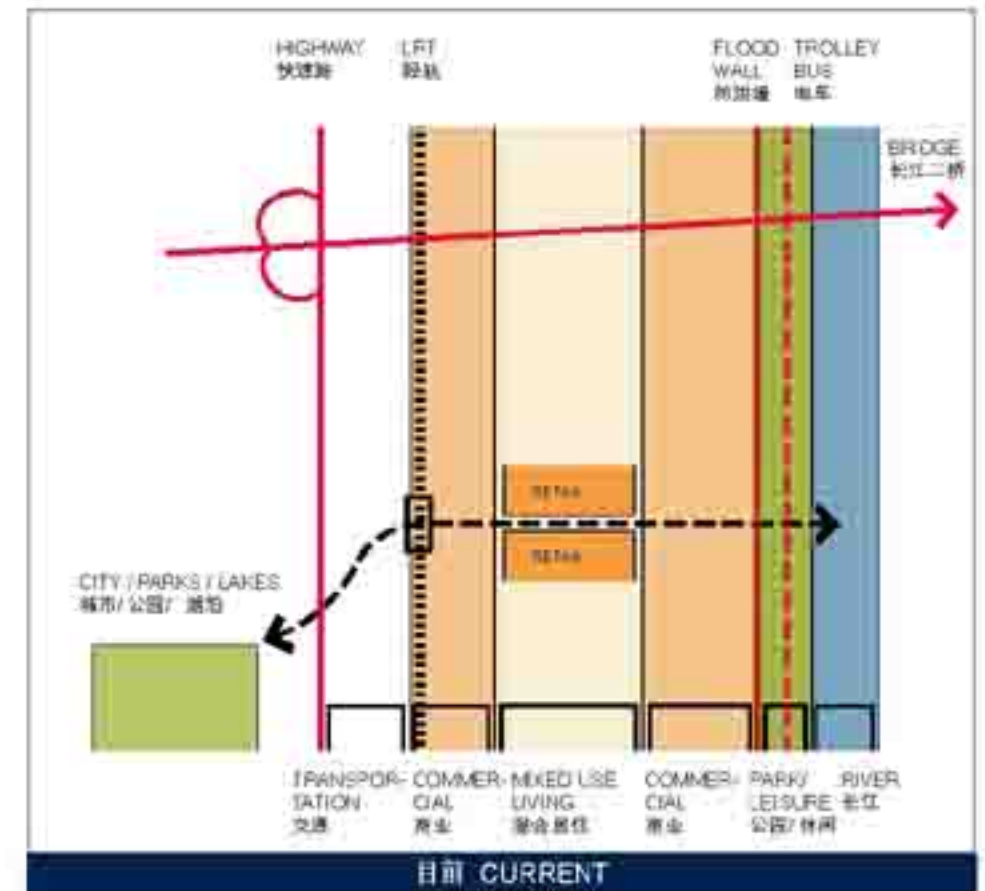 HIGHWAY
快速路
LRT
轻轨
FLOOD
WALL
防洪墙
TROLLEY
BUS
电车
BRIDGE
长江二桥
RETAIL
RETAIL
CITY / PARKS / LAKES
城市/ 公园/ 湖泊
TRANSPOR-
TATION
交通
COMMER-
CIAL
商业
MIXED USE
LIVING
混合居住
COMMER-
CIAL
商业
PARK/
LEISURE
公园/ 休闲
RIVER
长江
目前 CURRENT